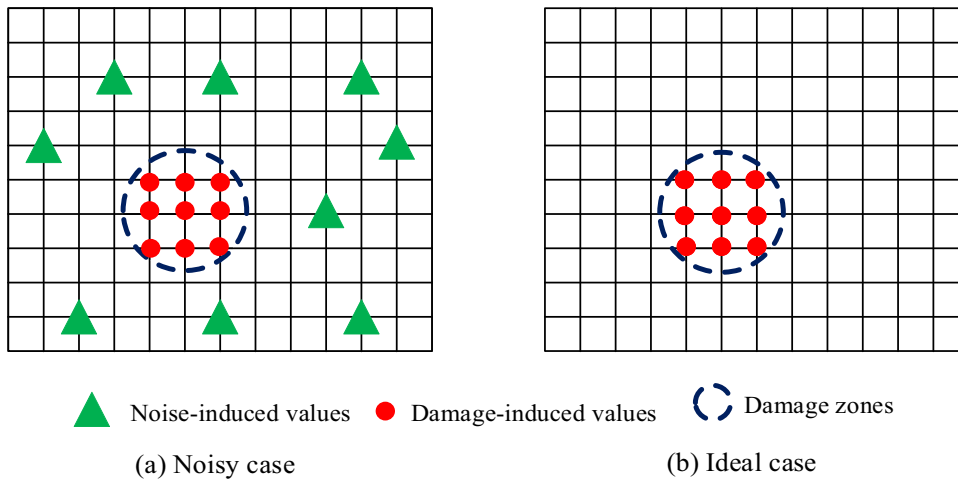 Noise-induced values Damage-induced values Damage zones
(a) Noisy case (b) Ideal case